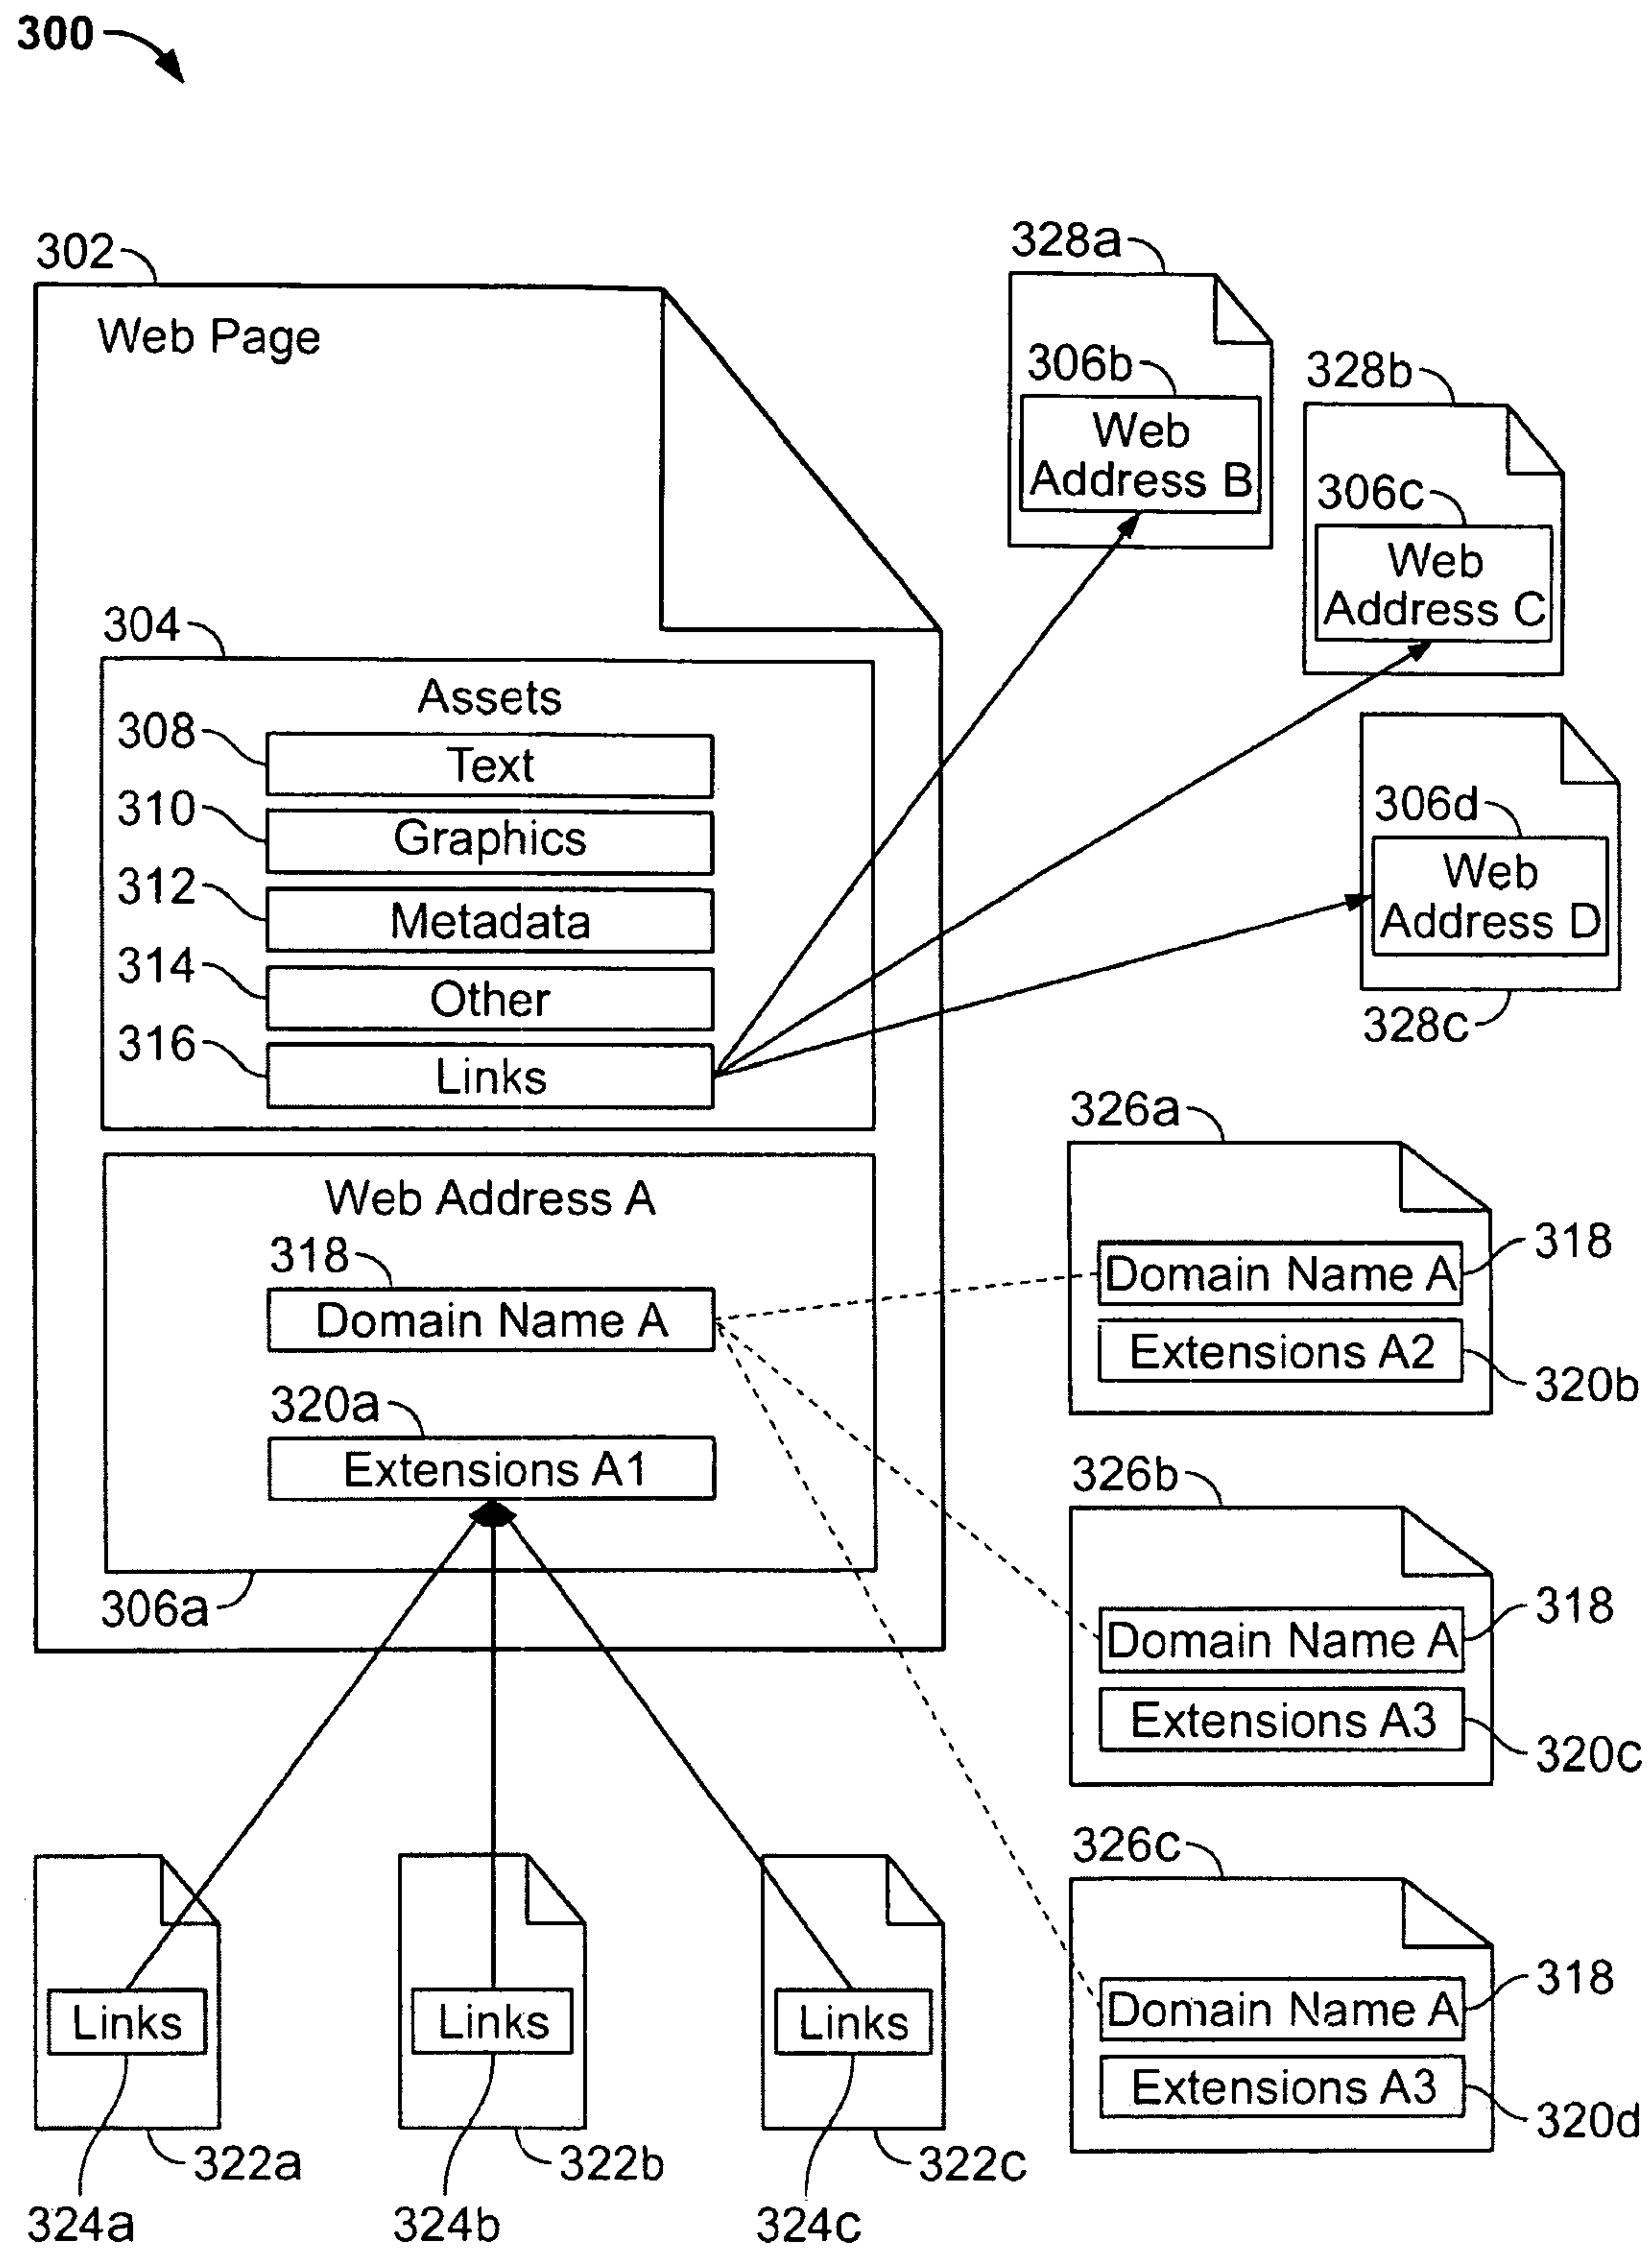 300
302
Web Page
304
Assets
308
Text
310
Graphics
312
Metadata
314
Other
316
Links
Web Address A
318
Domain Name A
320a
Extensions A1
306a
328a
306b
Web
Address B
328b
306c
Web
Address C
306d
Web
Address D
328c
326a
Domain Name A
318
Extensions A2
320b
326b
Domain Name A
318
Extensions A3
320c
326c
Domain Name A
318
Extensions A3
320d
Links
322a
324a
Links
322b
324b
Links
322c
324c